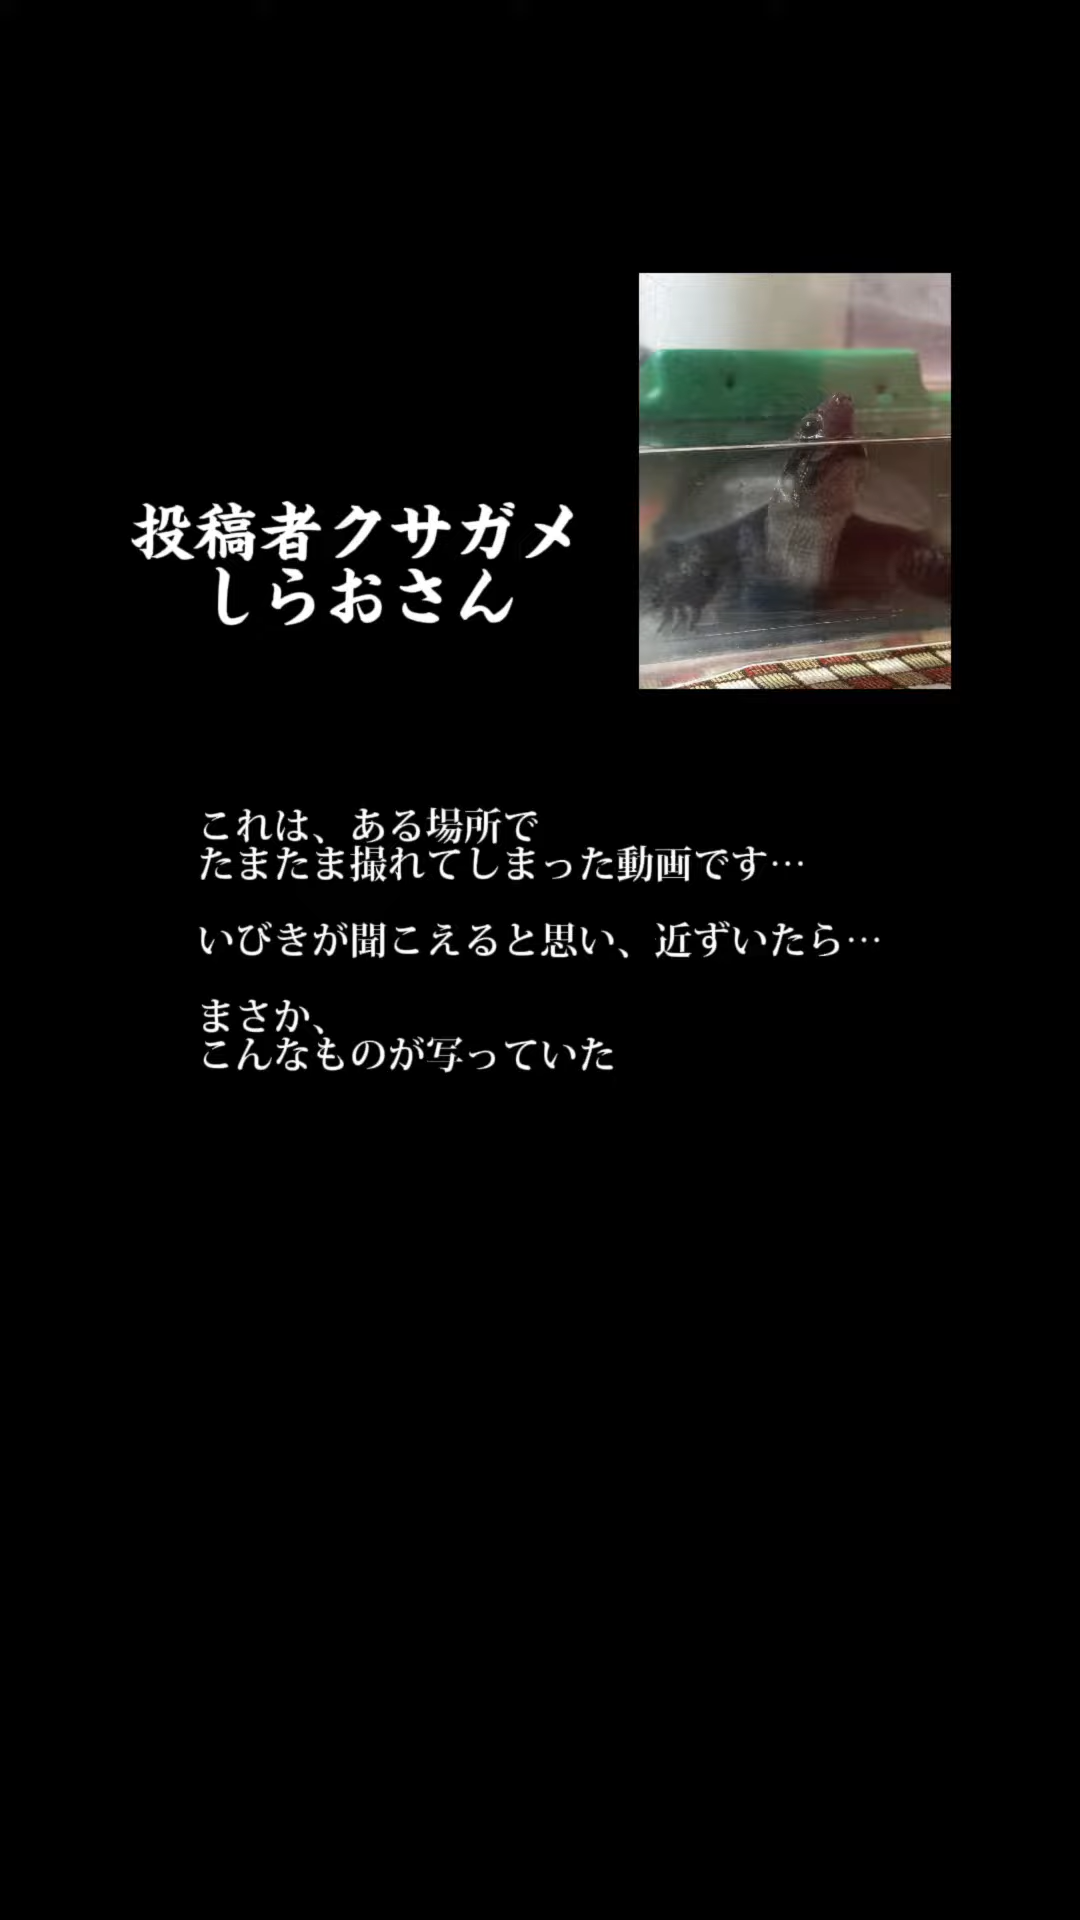 投稿者クサガメ
しらおさん
これは、ある場所で
たまたま撮れてしまった動画です…
いびきが聞こえると思い、近ずいたら…
まさか、
こんなものが写っていた